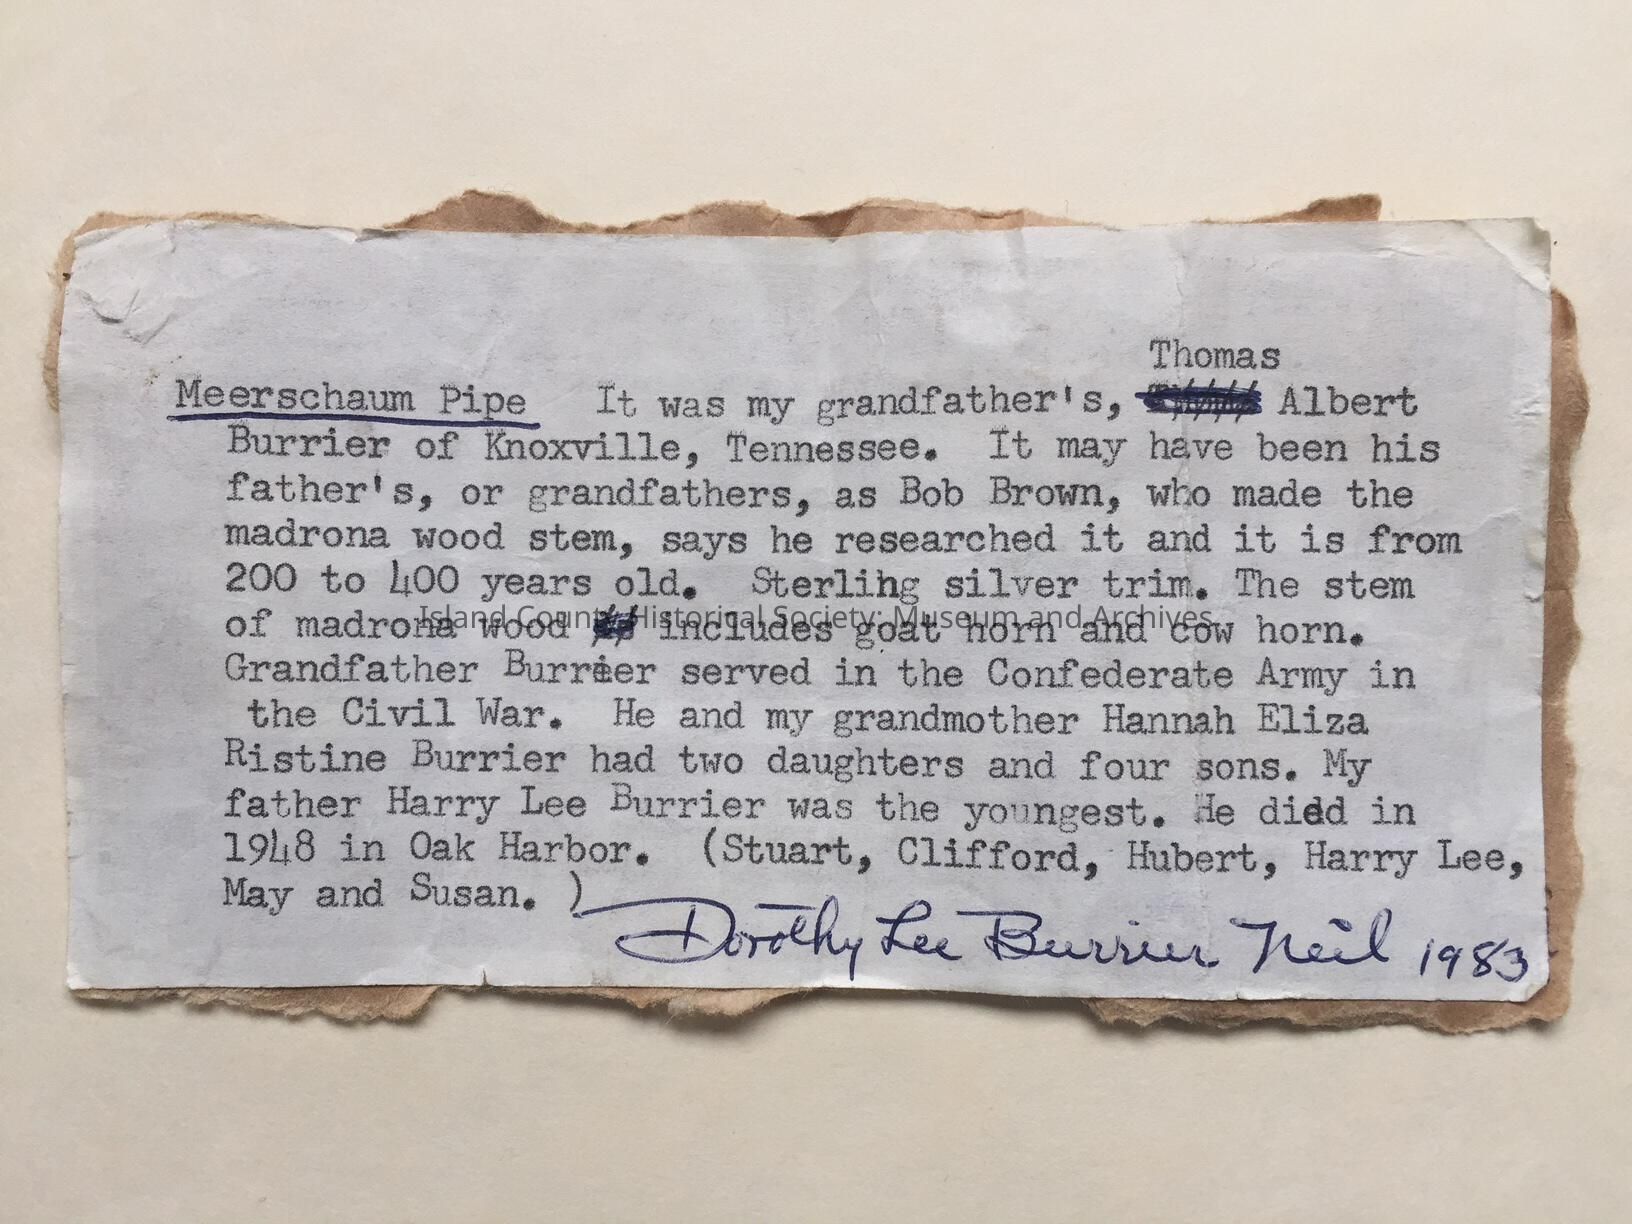 Thomas
Meerschaum Pipe It was my grandfather's, Albert
Burrier of Knoxville, Tennessee. It may have been his
father's, or grandfathers, as Bob Brown, who made the
madrona wood stem, says he researched it and it is from
200 to 400 years old. Sterlihg silver trim. The stem
of madrona wood includes goat horn and cow horn.
Island County Historical Society: Museum and Archives
Grandfather Burrier served in the Confederate Army in
the Civil War. He and my grandmother Hannah Eliza
Ristine Burrier had two daughters and four sons. My
father Harry Lee Burrier was the youngest. He died in
1948 in Oak Harbor. (Stuart, Clifford, Hubert, Harry Lee,
May and Susan. )
Dorothy Lee Burrier Neil 1983